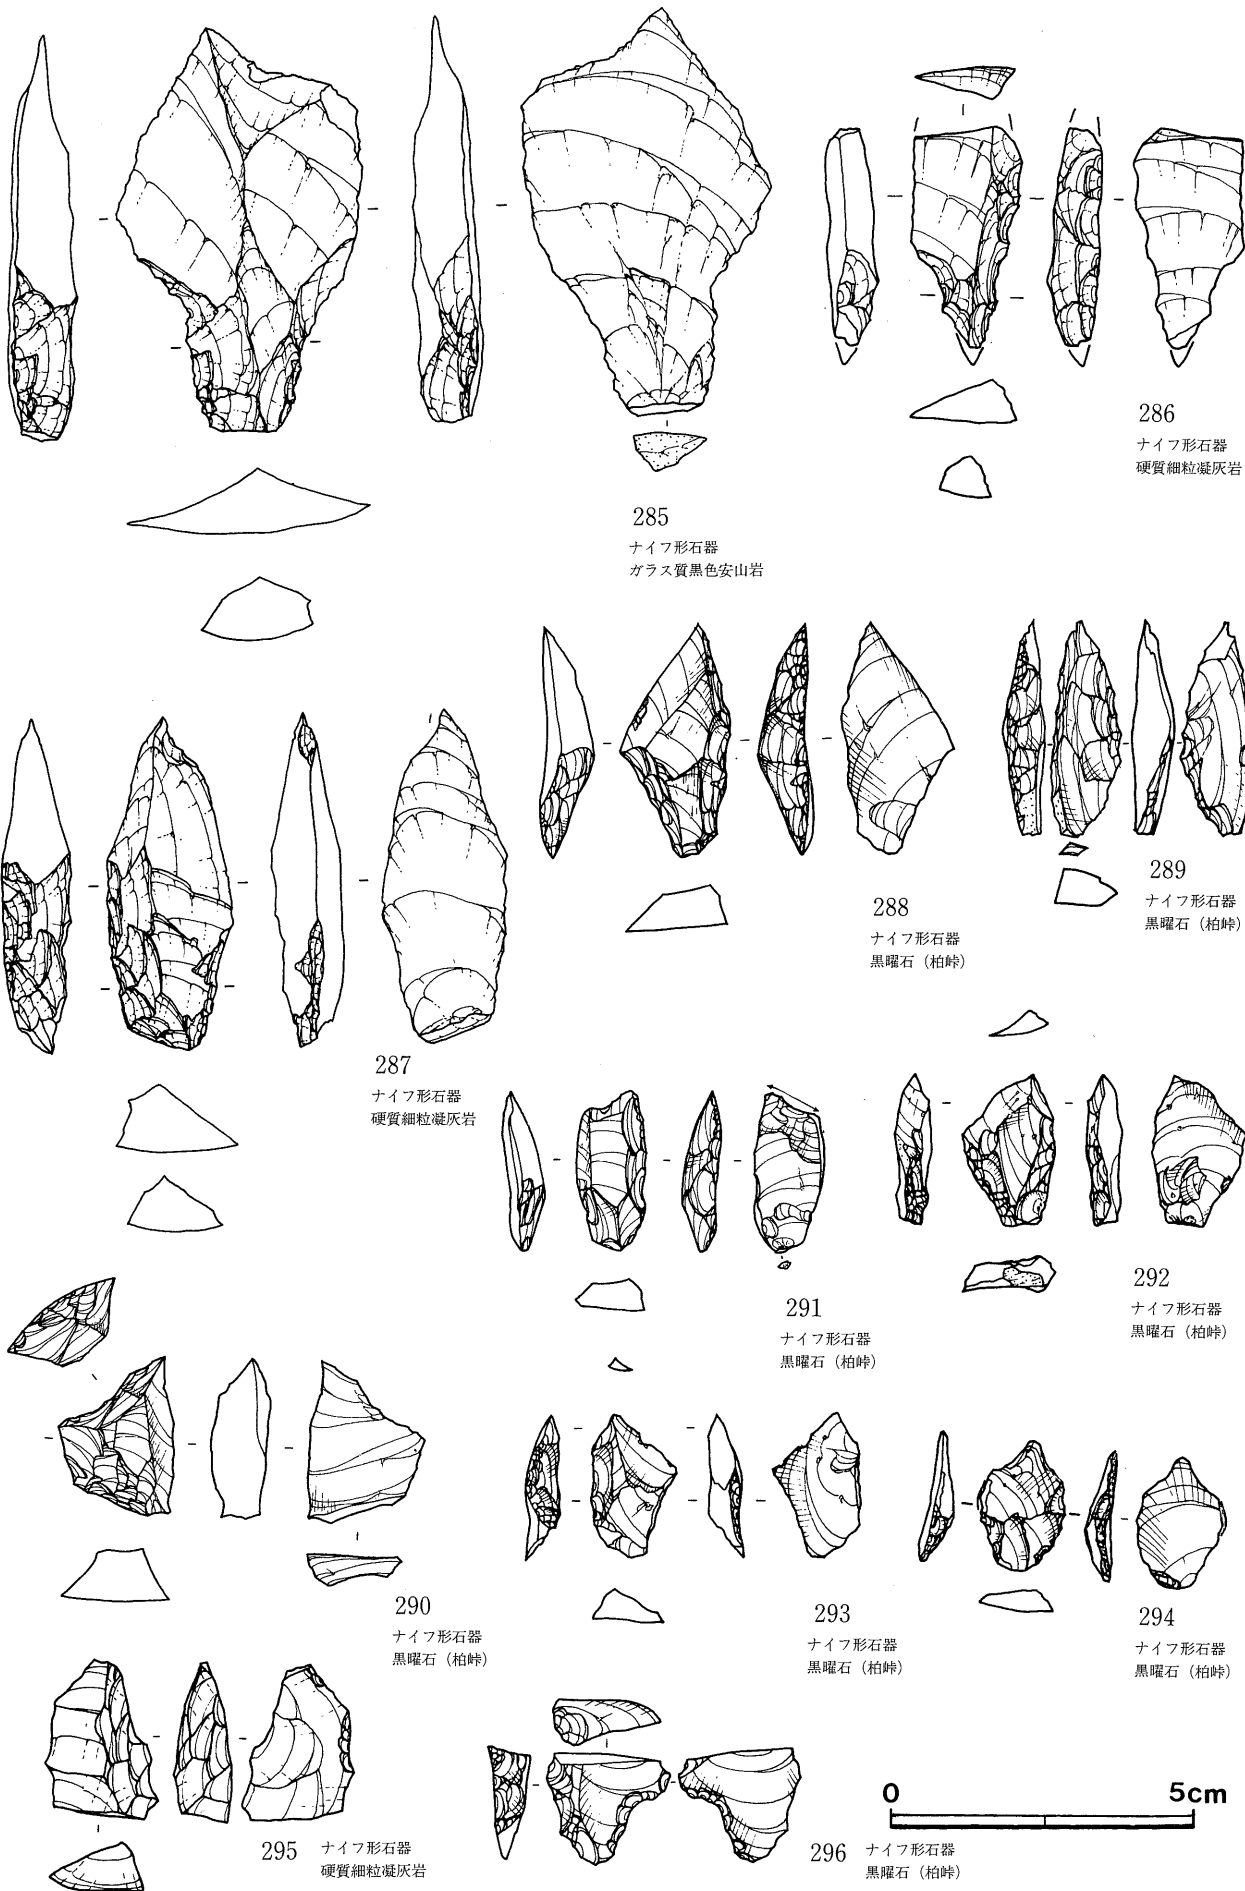 286
ナイフ形石器
硬質細粒凝灰岩
285
ナイフ形石器
ガラス質黒色安山岩
289
ナイフ形石器
黒曜石（柏峠）
288
ナイフ形石器
黒曜石（柏峠）
287
ナイフ形石器
硬質細粒凝灰岩
292
ナイフ形石器
黒曜石（柏峠）
291
ナイフ形石器
黒曜石（柏峠）
290
ナイフ形石器
黒曜石（柏峠）
293
ナイフ形石器
黒曜石（柏峠）
294
ナイフ形石器
黒曜石（柏峠）
0 5cm
295 ナイフ形石器
硬質細粒凝灰岩
296 ナイフ形石器
黒曜石（柏峠）